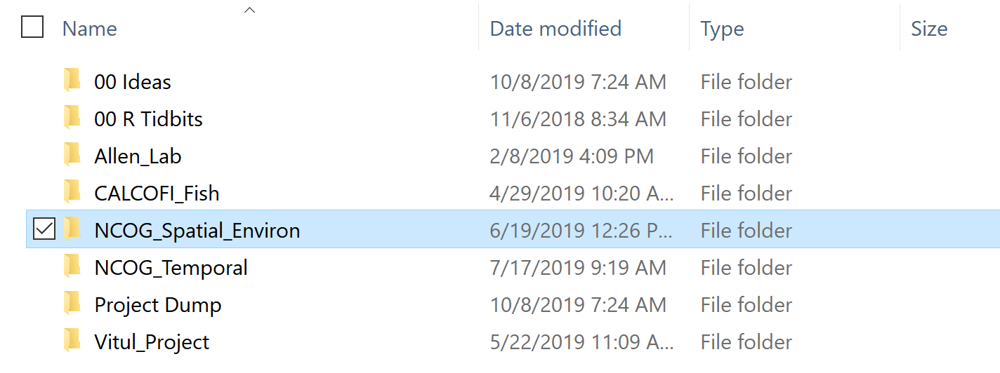 Name Date modified Type Size
00 Ideas 10/8/2019 7:24 AM File folder
00 R Tidbits 11/6/2018 8:34 AM File folder
Allen_Lab 2/8/2019 4:09 PM File folder
CALCOFI_Fish 4/29/2019 10:20 A... File folder
NCOG_Spatial_Environ 6/19/2019 12:26 P... File folder
NCOG_Temporal 7/17/2019 9:19 AM File folder
Project Dump 10/8/2019 7:24 AM File folder
Vitul_Project 5/22/2019 11:09 A... File folder